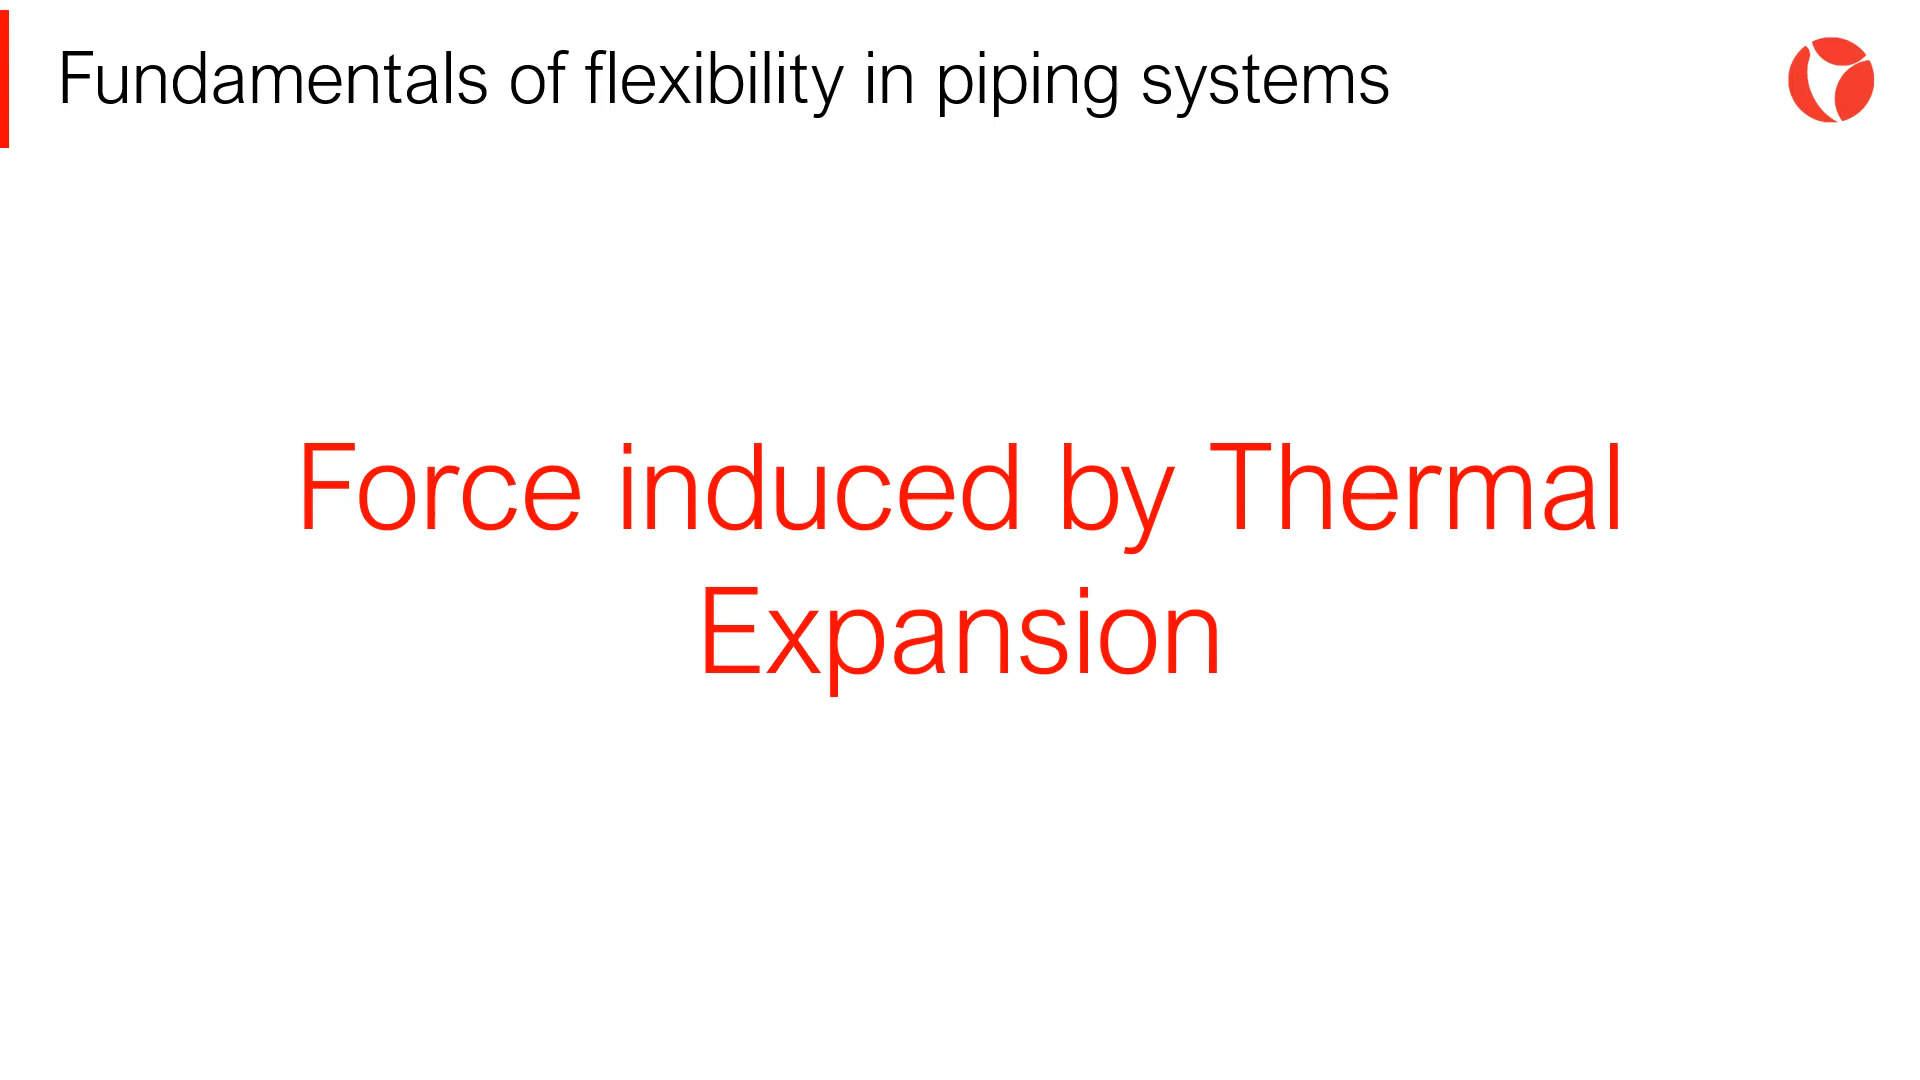 Fundamentals of flexibility in piping systems
Force induced by Thermal
Expansion